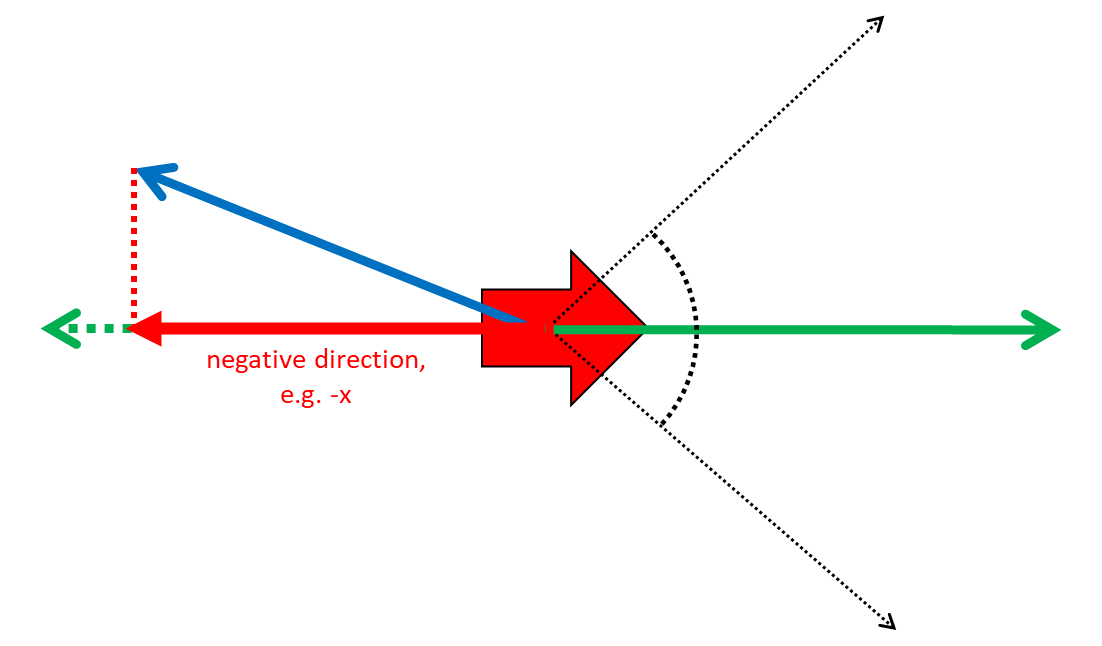 negative direction,
e.g. -x